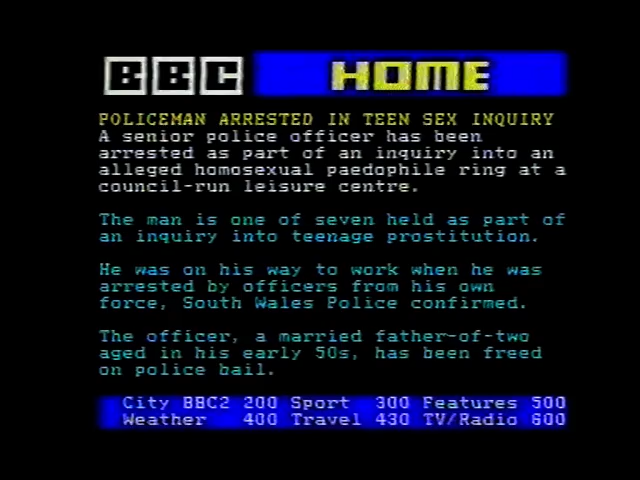 BBC HOME
POLICEMAN ARRESTED IN TEEN SEX INQUIRY
A senior police officer has been
arrested as part of an inquiry into an
alleged homosexual paedophile ring at a
council-run leisure centre.
The man is one of seven held as part of
an inquiry into teenage prostitution.
He was on his way to work when he was
arrested by officers from his own
force, South Wales Police confirmed.
The officer, a married father-of-two
aged in his early 50s, has been freed
on police bail.
City BBC2 200 Sport 300 Features 500
Weather 400 Travel 430 TV/Radio 600